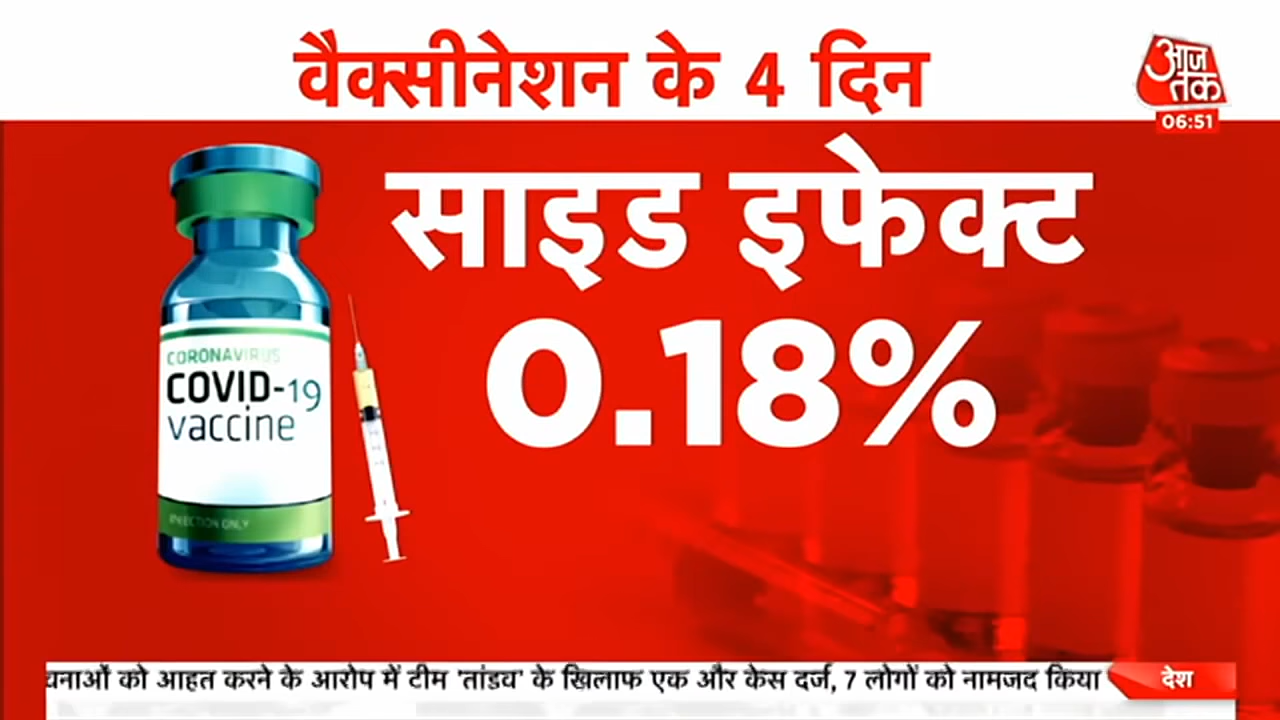 वैक्सीनेशन के 4 दिन
आज
तक
06:51
साइड इफेक्ट
0.18%
CORONAVIRUS
COVID-19
vaccine
INJECTION ONLY
वनाओं को आहत करने के आरोप में टीम 'तांडव' के खिलाफ एक और केस दर्ज, 7 लोगों को नामजद किया
देश